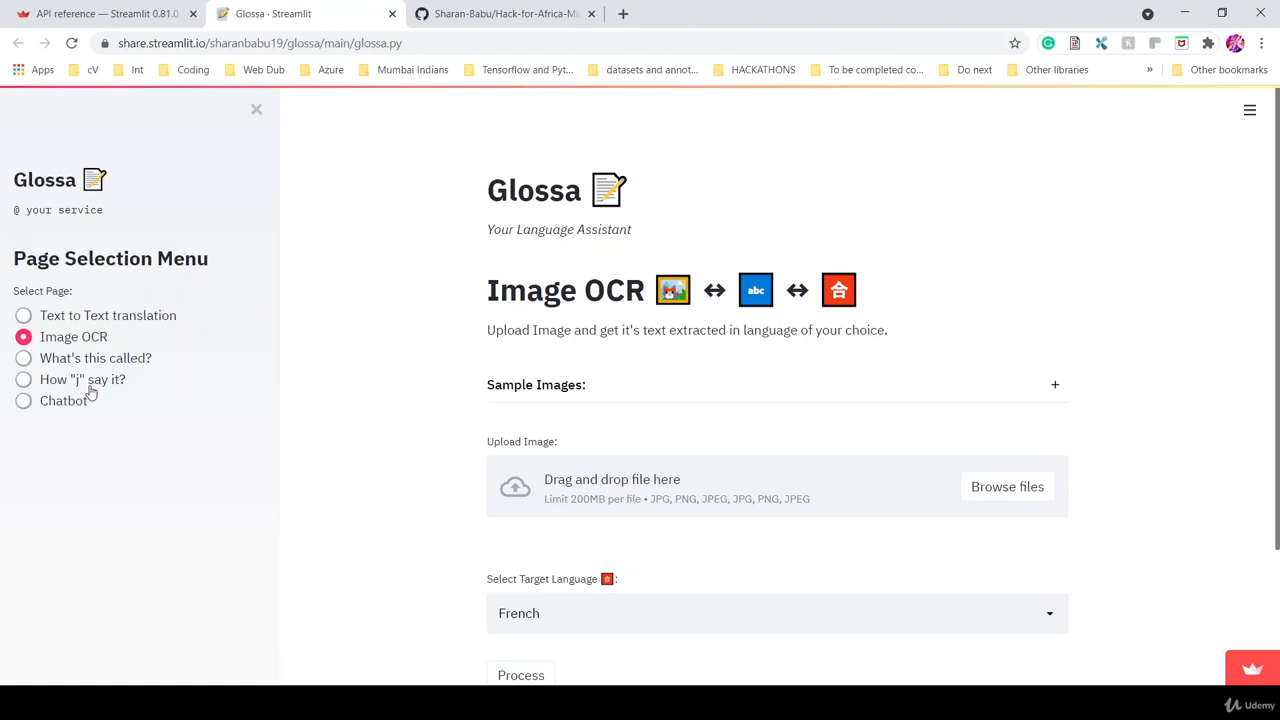 API reference — Streamlit 0.81.0
Glossa · Streamlit
Sharan-Babu/Hack-for-Africa-Mi
share.streamlit.io/sharanbabu19/glossa/main/glossa.py
Apps
cV
Int
Coding
Web Dub
Azure
Mumbai Indians
Tensorflow and Pyt...
datasets and annot...
HACKATHONS
To be completed co...
Do next
Other libraries
»
Other bookmarks
Glossa
@ your service
Page Selection Menu
Select Page:
Text to Text translation
Image OCR
What's this called?
How "j" say it?
Chatbot
Glossa
Your Language Assistant
Image OCR ↔ abc ↔ 合
Upload Image and get it's text extracted in language of your choice.
Sample Images:
Upload Image:
Drag and drop file here
Limit 200MB per file • JPG, PNG, JPEG, JPG, PNG, JPEG
Browse files
Select Target Language 合:
French
Process
Udemy